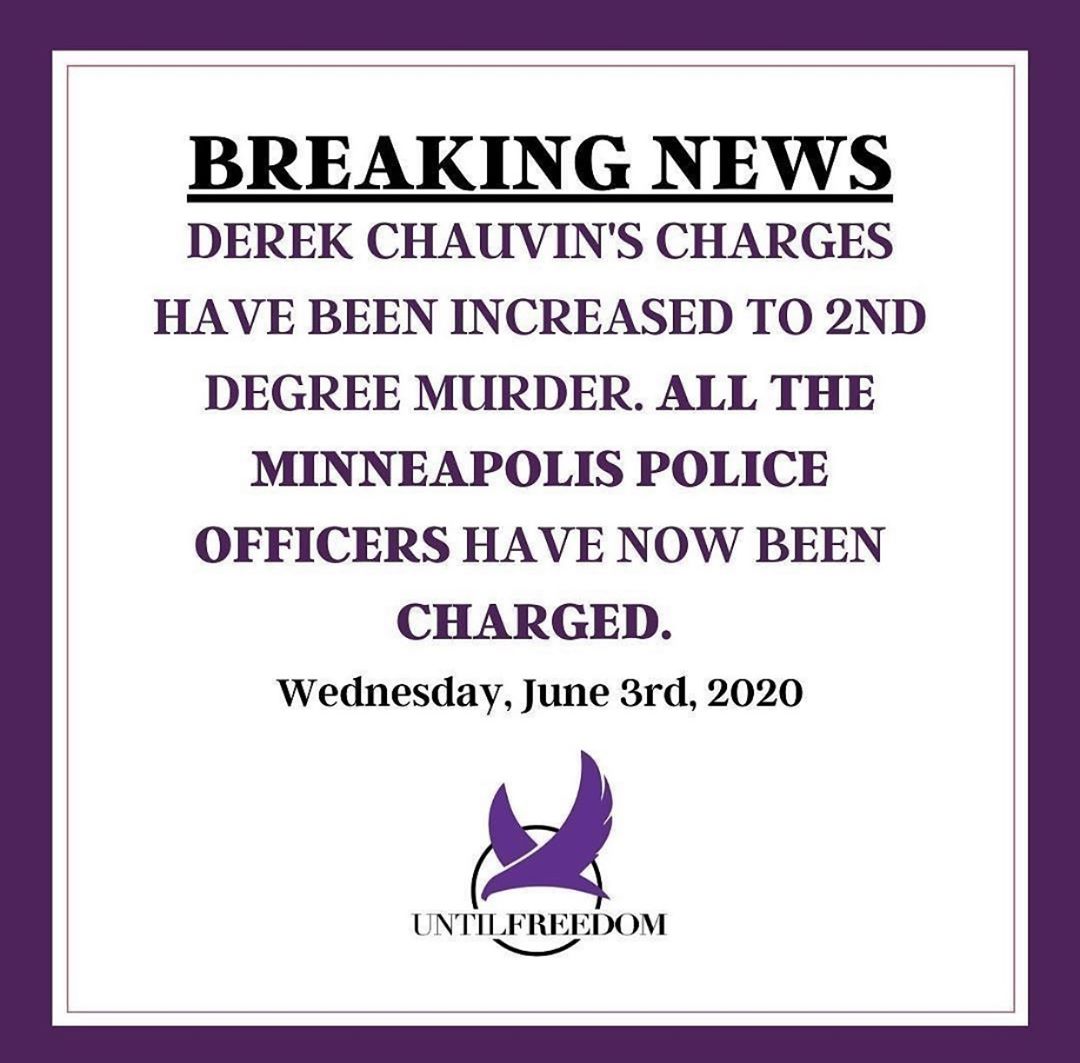 BREAKING NEWS
DEREK CHAUVIN'S CHARGES
HAVE BEEN INCREASED TO 2ND
DEGREE MURDER. ALL THE
MINNEAPOLIS POLICE
OFFICERS HAVE NOW BEEN
CHARGED.
Wednesday, June 3rd, 2020
UNTILFREEDOM